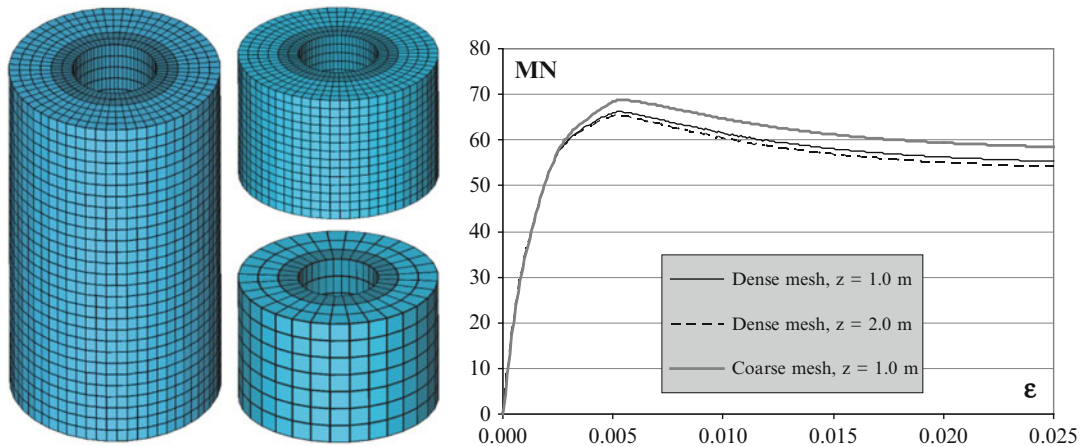 MN
80
70
60
50
40
30
20
10
0
Dense mesh, z = 1.0 m
Dense mesh, z = 2.0 m
Coarse mesh, z = 1.0 m
ε
0.000 0.005 0.010 0.015 0.020 0.025